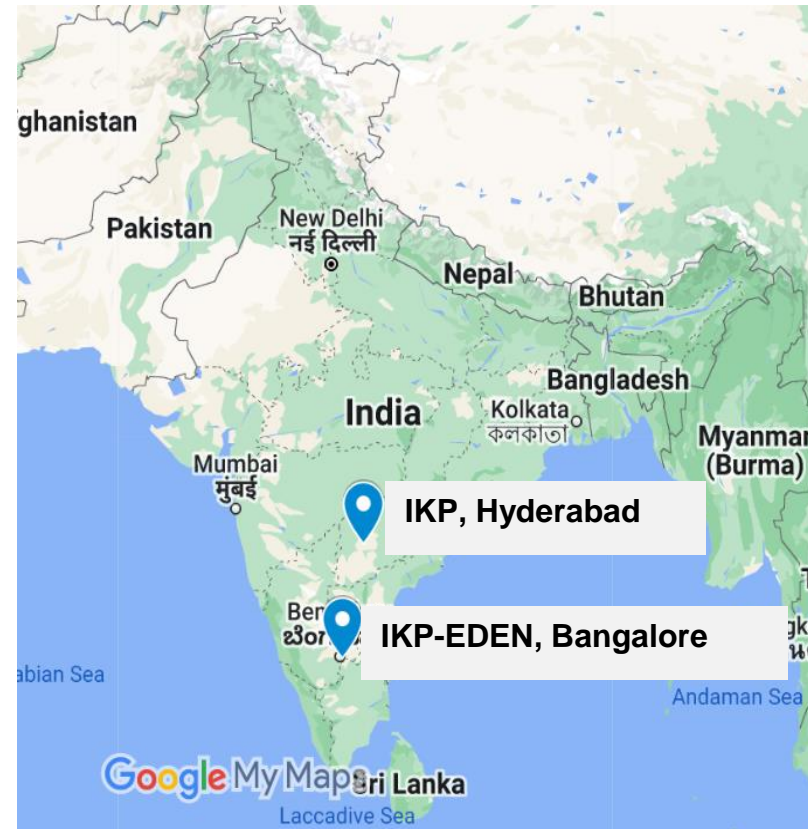 ghanistan
Pakistan
New Delhi
नई दिल्ली
Nepal
Bhutan
Bangladesh
India
Kolkata
কলকাতা
Myanmar
(Burma)
Mumbai
मुंबई
IKP, Hyderabad
Ben
IKP-EDEN, Bangalore
abian Sea
Andaman Sea
Google My Maps
Sri Lanka
Laccadive Sea